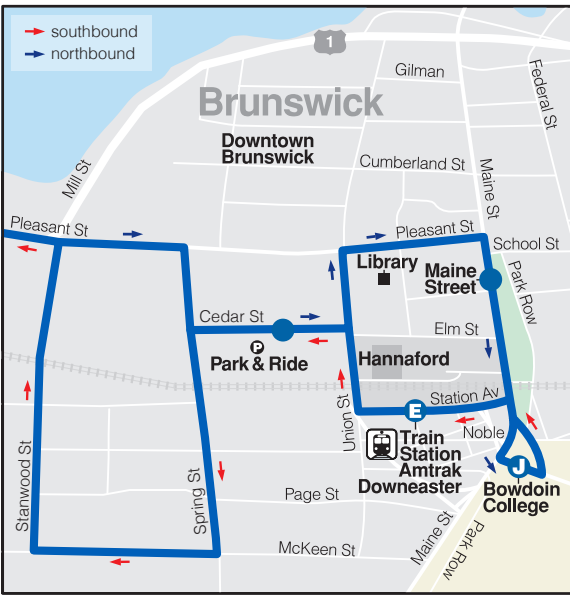 southbound
northbound
1
Gilman
Federal St
Brunswick
Downtown
Brunswick
Cumberland St
Mill St
Maine St
Pleasant St
Pleasant St
School St
Library
Maine
Street
Park Row
Cedar St
Elm St
P
Park & Ride
Hannaford
Station Av
Union St
E
Noble
Train
Station
Amtrak
Downeaster
J
Bowdoin
College
Stanwood St
Spring St
Page St
McKeen St
Maine St
Park Row